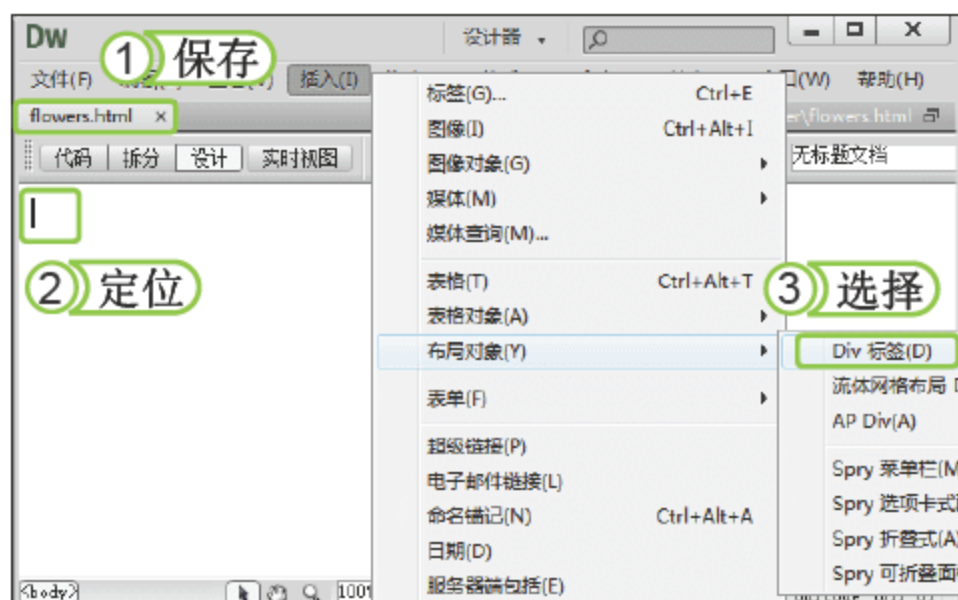 Dw
设计器
① 保存
文件(F)
插入(I)
(W)
帮助(H)
flowers.html ×
er\flowers.html
代码 拆分 设计 实时视图
无标题文档
② 定位
标签(G)... Ctrl+E
图像(I) Ctrl+Alt+I
图像对象(G)
媒体(M)
媒体查询(M)...
表格(T) Ctrl+Alt+T
表格对象(A)
布局对象(Y)
表单(F)
超级链接(P)
电子邮件链接(L)
命名锚记(N) Ctrl+Alt+A
日期(D)
服务器端包括(E)
③ 选择
Div 标签(D)
流体网格布局
AP Div(A)
Spry 菜单栏(M
Spry 选项卡式
Spry 折叠式(A)
Spry 可折叠面
<body>
100%